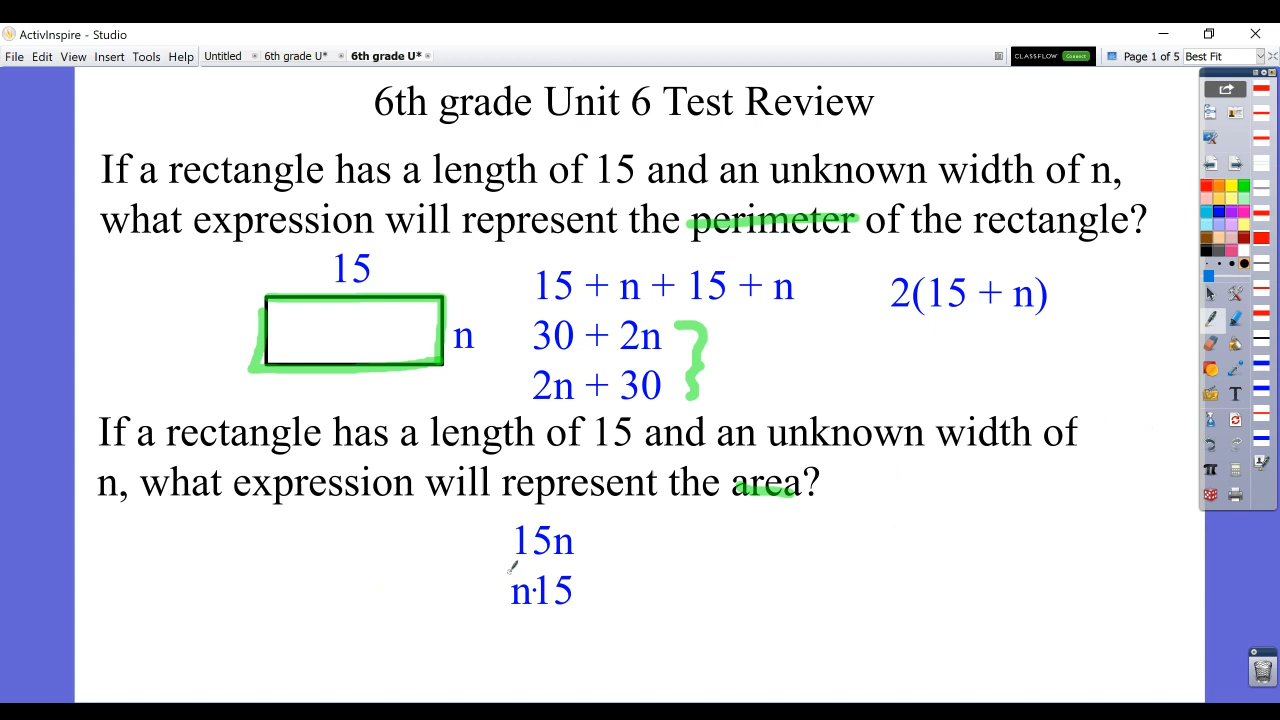 ActivInspire - Studio
File Edit View Insert Tools Help
Untitled 6th grade U* 6th grade U*
CLASSFLOW Connect
Page 1 of 5 Best Fit
6th grade Unit 6 Test Review
If a rectangle has a length of 15 and an unknown width of n,
what expression will represent the perimeter of the rectangle?
15
n
15 + n + 15 + n
30 + 2n
2n + 30
2(15 + n)
If a rectangle has a length of 15 and an unknown width of
n, what expression will represent the area?
15n
n·15